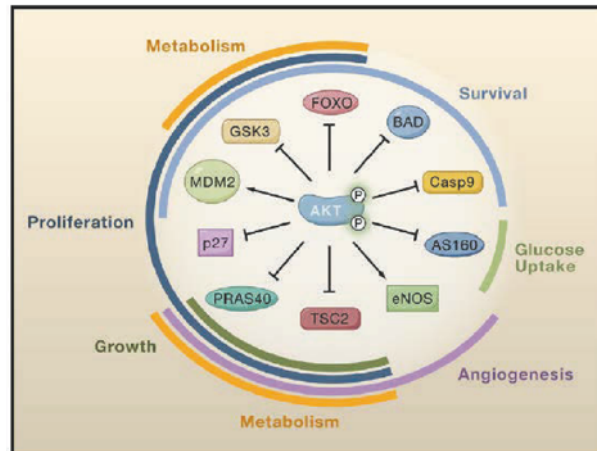 Metabolism
Survival
FOXO
BAD
GSK3
MDM2
Casp9
P
AKT
P
Proliferation
p27
AS160
Glucose
Uptake
PRAS40
TSC2
eNOS
Growth
Angiogenesis
Metabolism